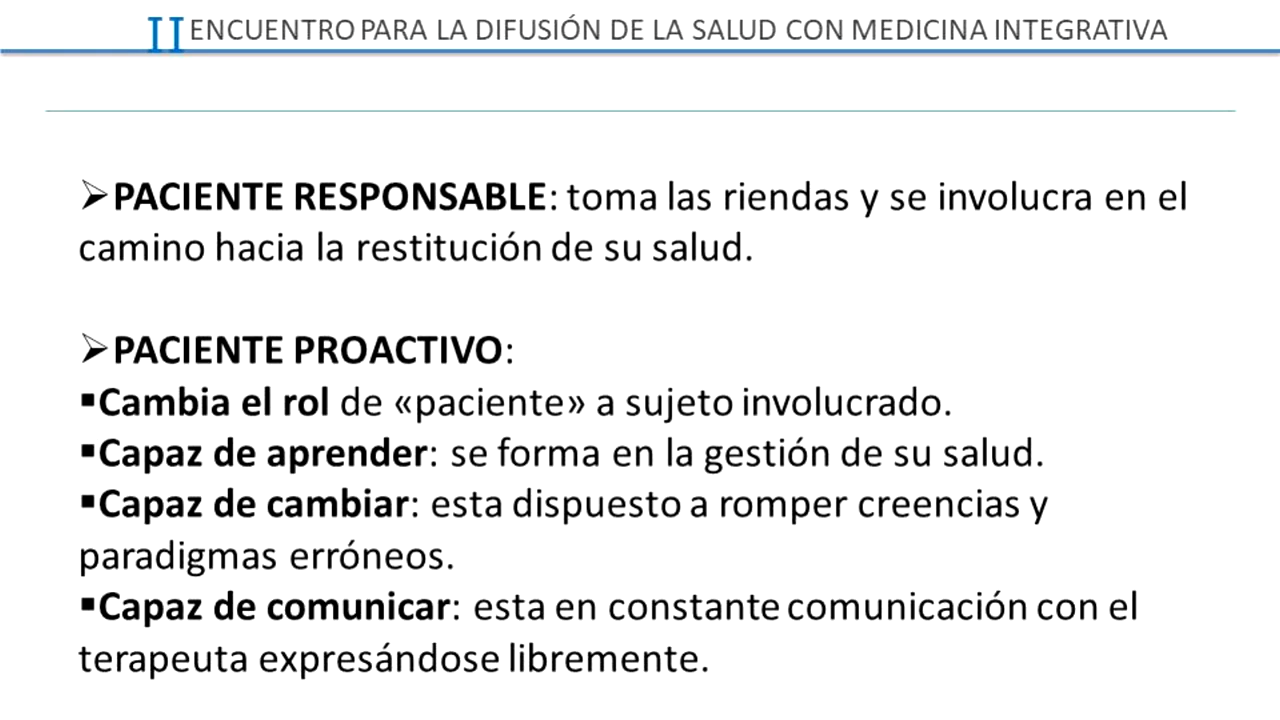 II ENCUENTRO PARA LA DIFUSIÓN DE LA SALUD CON MEDICINA INTEGRATIVA
➢PACIENTE RESPONSABLE: toma las riendas y se involucra en el
camino hacia la restitución de su salud.
➢PACIENTE PROACTIVO:
▪Cambia el rol de «paciente» a sujeto involucrado.
▪Capaz de aprender: se forma en la gestión de su salud.
▪Capaz de cambiar: esta dispuesto a romper creencias y
paradigmas erróneos.
▪Capaz de comunicar: esta en constante comunicación con el
terapeuta expresándose libremente.